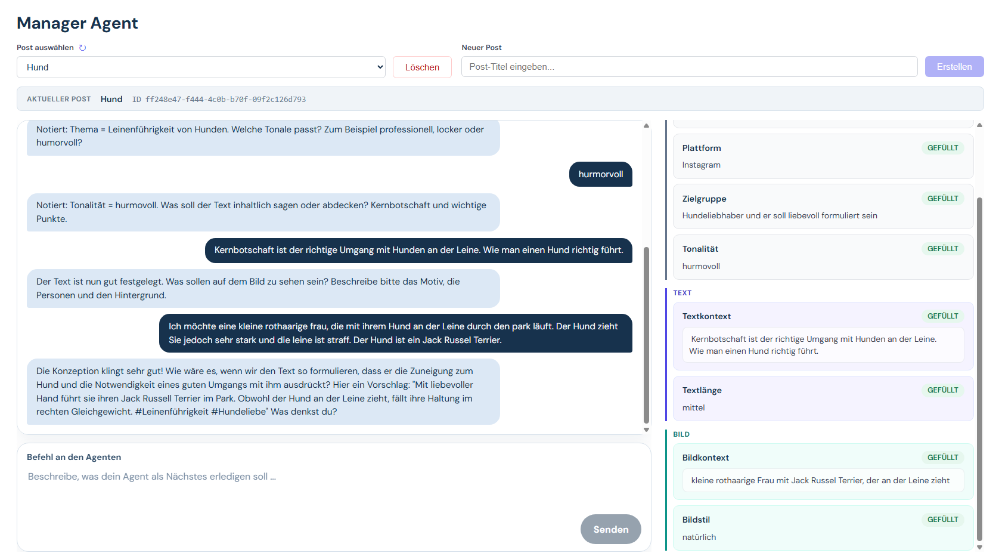 Manager Agent
Post auswählen ↻
Neuer Post
Hund
Löschen
Post-Titel eingeben...
Erstellen
AKTUELLER POST Hund ID ff248e47-f444-4c0b-b70f-09f2c126d793
Notiert: Thema = Leinenführigkeit von Hunden. Welche Tonale passt? Zum Beispiel professionell, locker oder
humorvoll?
hurmorvoll
Notiert: Tonalität = hurmovoll. Was soll der Text inhaltlich sagen oder abdecken? Kernbotschaft und wichtige
Punkte.
Kernbotschaft ist der richtige Umgang mit Hunden an der Leine. Wie man einen Hund richtig führt.
Der Text ist nun gut festgelegt. Was sollen auf dem Bild zu sehen sein? Beschreibe bitte das Motiv, die
Personen und den Hintergrund.
Ich möchte eine kleine rothaarige frau, die mit ihrem Hund an der Leine durch den park läuft. Der Hund zieht
Sie jedoch sehr stark und die leine ist straff. Der Hund ist ein Jack Russel Terrier.
Die Konzeption klingt sehr gut! Wie wäre es, wenn wir den Text so formulieren, dass er die Zuneigung zum
Hund und die Notwendigkeit eines guten Umgangs mit ihm ausdrückt? Hier ein Vorschlag: "Mit liebevoller
Hand führt sie ihren Jack Russell Terrier im Park. Obwohl der Hund an der Leine zieht, fällt ihre Haltung im
rechten Gleichgewicht. #Leinenführigkeit #Hundeliebe" Was denkst du?
Befehl an den Agenten
Beschreibe, was dein Agent als Nächstes erledigen soll ...
Senden
Plattform GEFÜLLT
Instagram
Zielgruppe GEFÜLLT
Hundeliebhaber und er soll liebevoll formuliert sein
Tonalität GEFÜLLT
hurmovoll
TEXT
Textkontext GEFÜLLT
Kernbotschaft ist der richtige Umgang mit Hunden an der Leine.
Wie man einen Hund richtig führt.
Textlänge GEFÜLLT
mittel
BILD
Bildkontext GEFÜLLT
kleine rothaarige Frau mit Jack Russel Terrier, der an der Leine zieht
Bildstil GEFÜLLT
natürlich